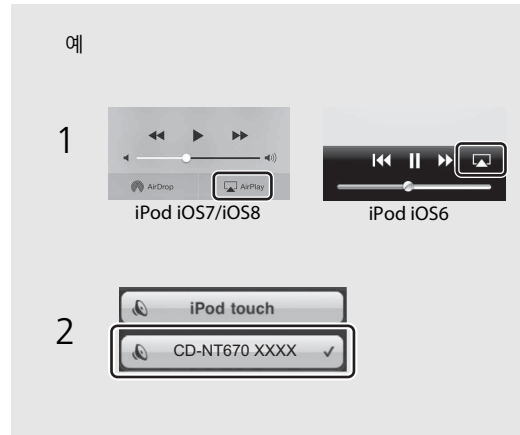 예
1
AirDrop
AirPlay
iPod iOS7/iOS8
iPod iOS6
2
iPod touch
CD-NT670 XXXX ✓